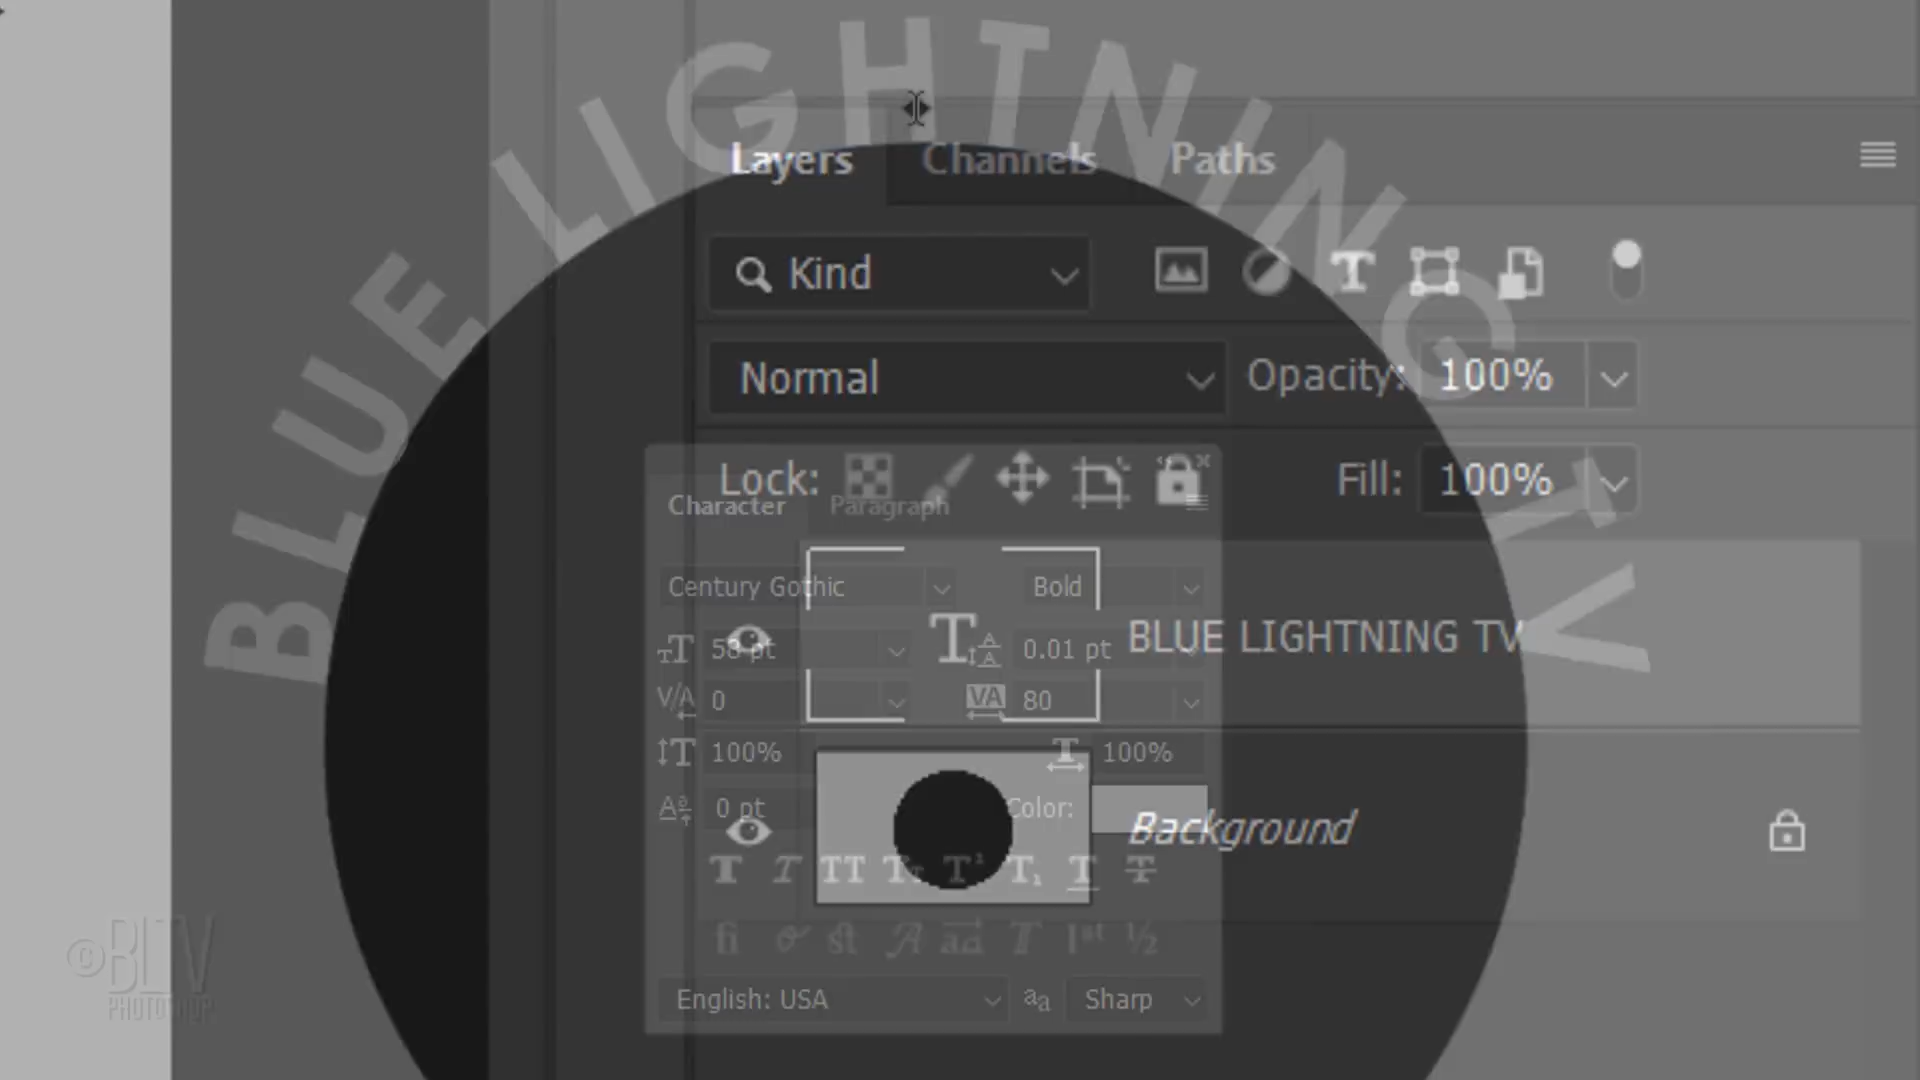 BLUE LIGHTNING TV
Layers Channels Paths
Kind
Normal Opacity: 100%
Lock: Fill: 100%
Character Paragraph
Century Gothic Bold
58 pt 0.01 pt
BLUE LIGHTNING TV
0 80
100% 100%
0 pt Color:
Background
English: USA Sharp
©BLTV
PHOTOSHOP